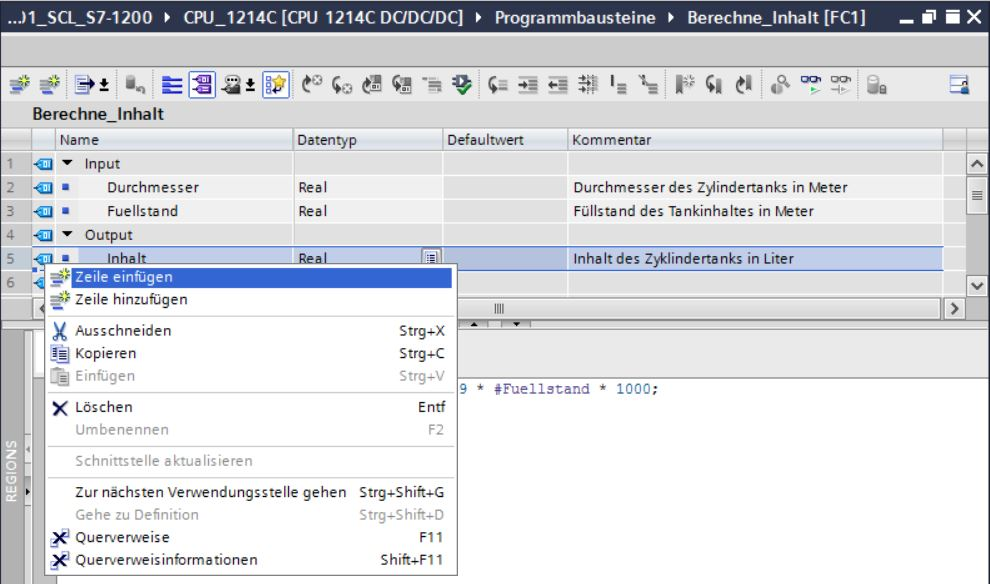 ...)1_SCL_S7-1200 ▸ CPU_1214C [CPU 1214C DC/DC/DC] ▸ Programmbausteine ▸ Berechne_Inhalt [FC1]
Berechne_Inhalt
Name Datentyp Defaultwert Kommentar
1 Input
2 Durchmesser Real Durchmesser des Zylindertanks in Meter
3 Fuellstand Real Füllstand des Tankinhaltes in Meter
4 Output
5 Inhalt Real Inhalt des Zyklindertanks in Liter
6
Zeile einfügen
Zeile hinzufügen
Ausschneiden Strg+X
Kopieren Strg+C
Einfügen Strg+V
Löschen Entf
Umbenennen F2
Schnittstelle aktualisieren
Zur nächsten Verwendungsstelle gehen Strg+Shift+G
Gehe zu Definition Strg+Shift+D
Querverweise F11
Querverweisinformationen Shift+F11
9 * #Fuellstand * 1000;
REGIONS